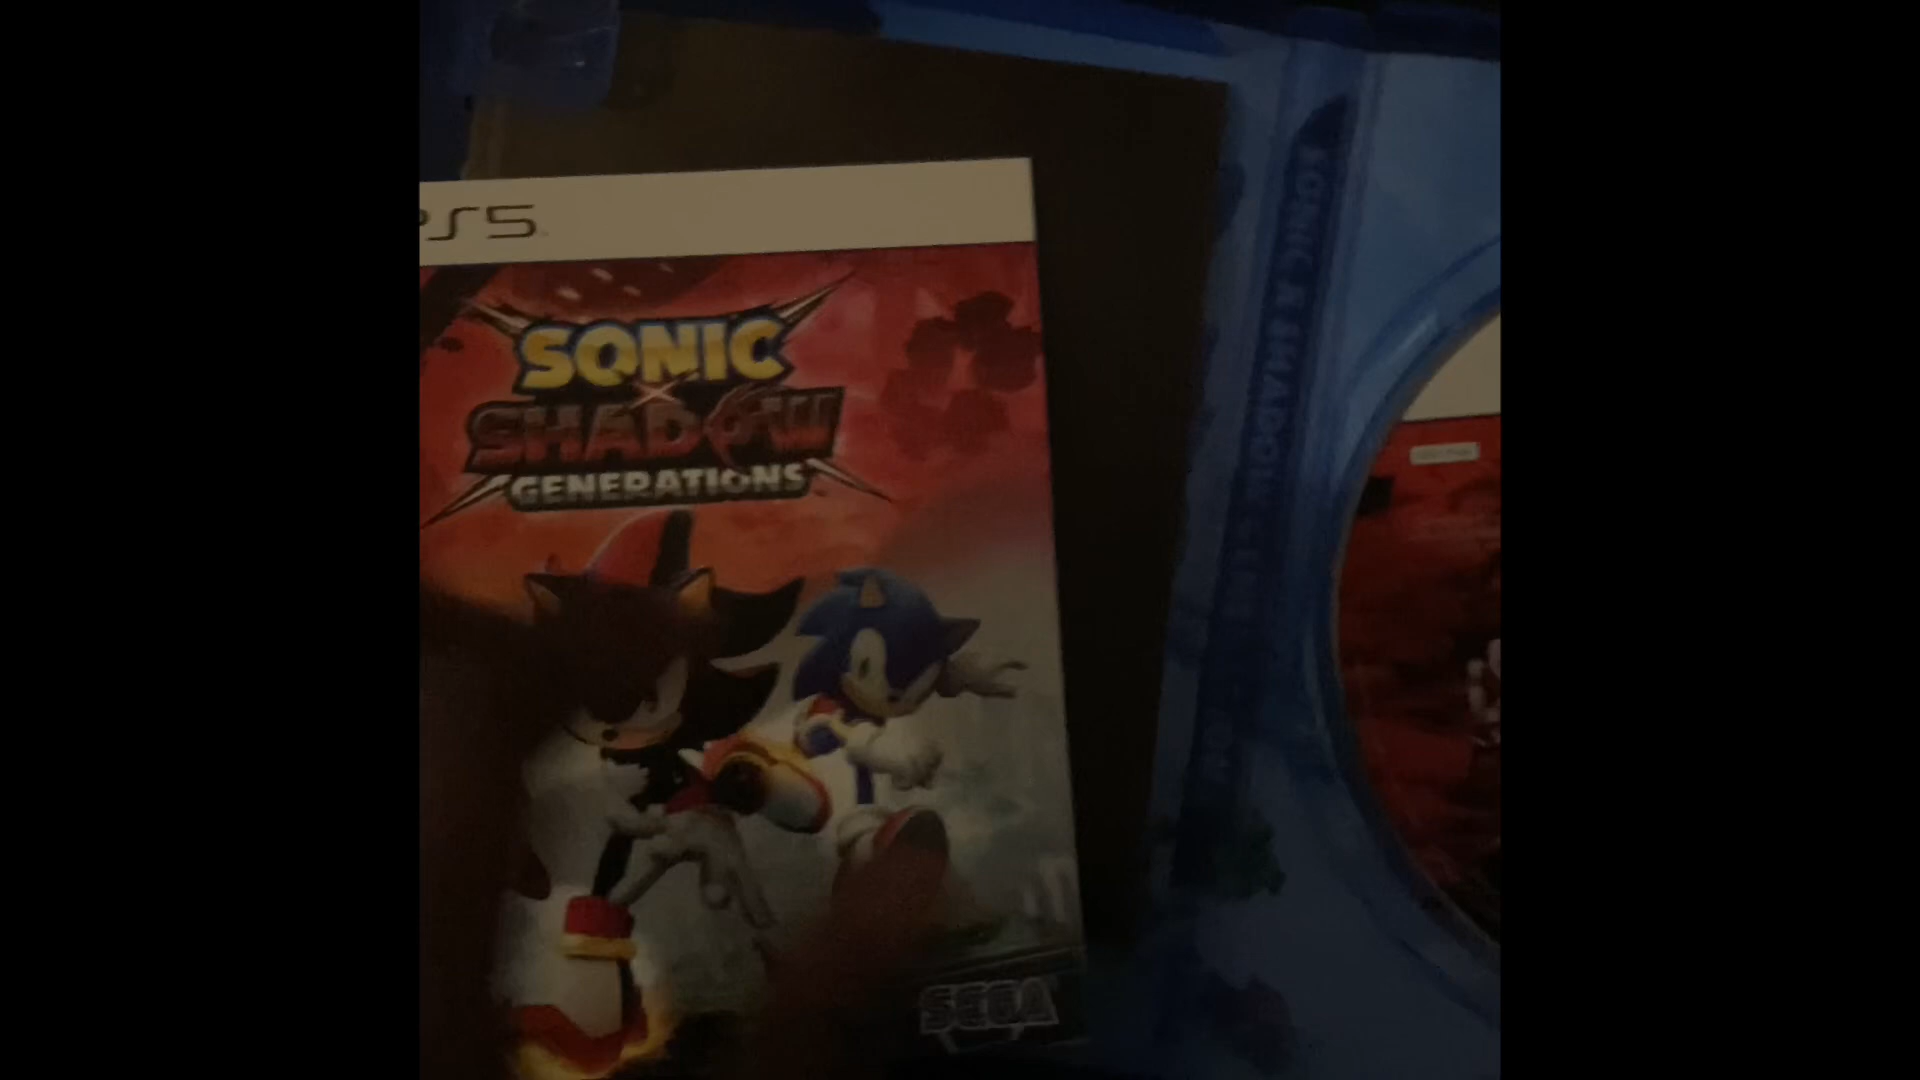 PS5
SONIC
X
SHADOW
GENERATIONS
SEGA
SONIC X SHADOW